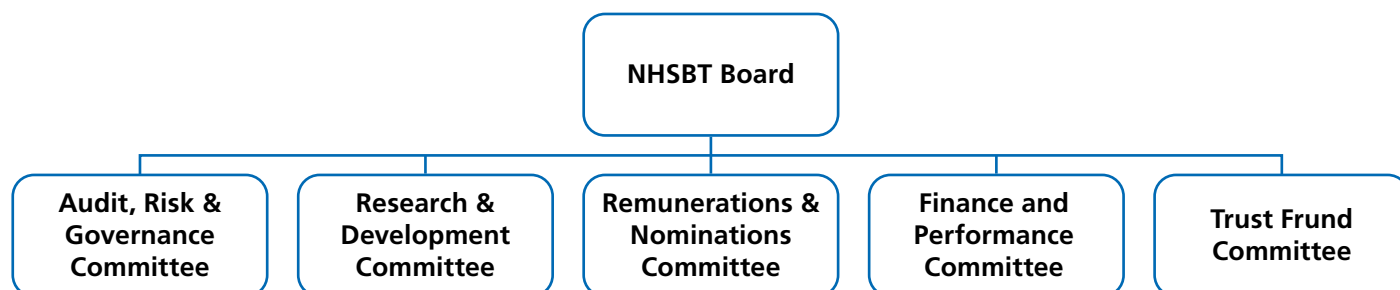 NHSBT Board
Audit, Risk &
Governance
Committee
Research &
Development
Committee
Remunerations &
Nominations
Committee
Finance and
Performance
Committee
Trust Frund
Committee